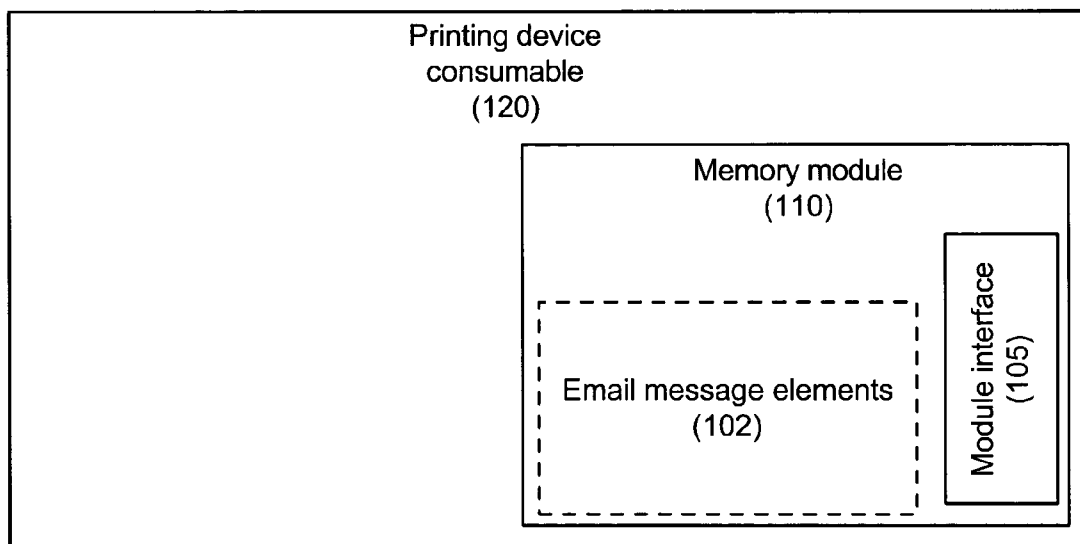 Printing device
consumable
(120)
Memory module
(110)
Email message elements
(102)
Module interface
(105)